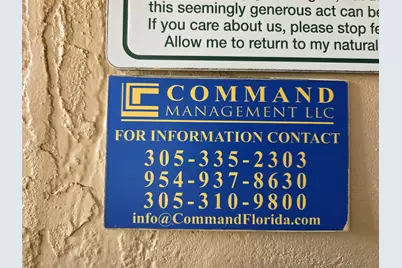 this seemingly generous act can be
If you care about us, please stop fe
Allow me to return to my natural
COMMAND
MANAGEMENT LLC
FOR INFORMATION CONTACT
305-335-2303
954-937-8630
305-310-9800
info@CommandFlorida.com